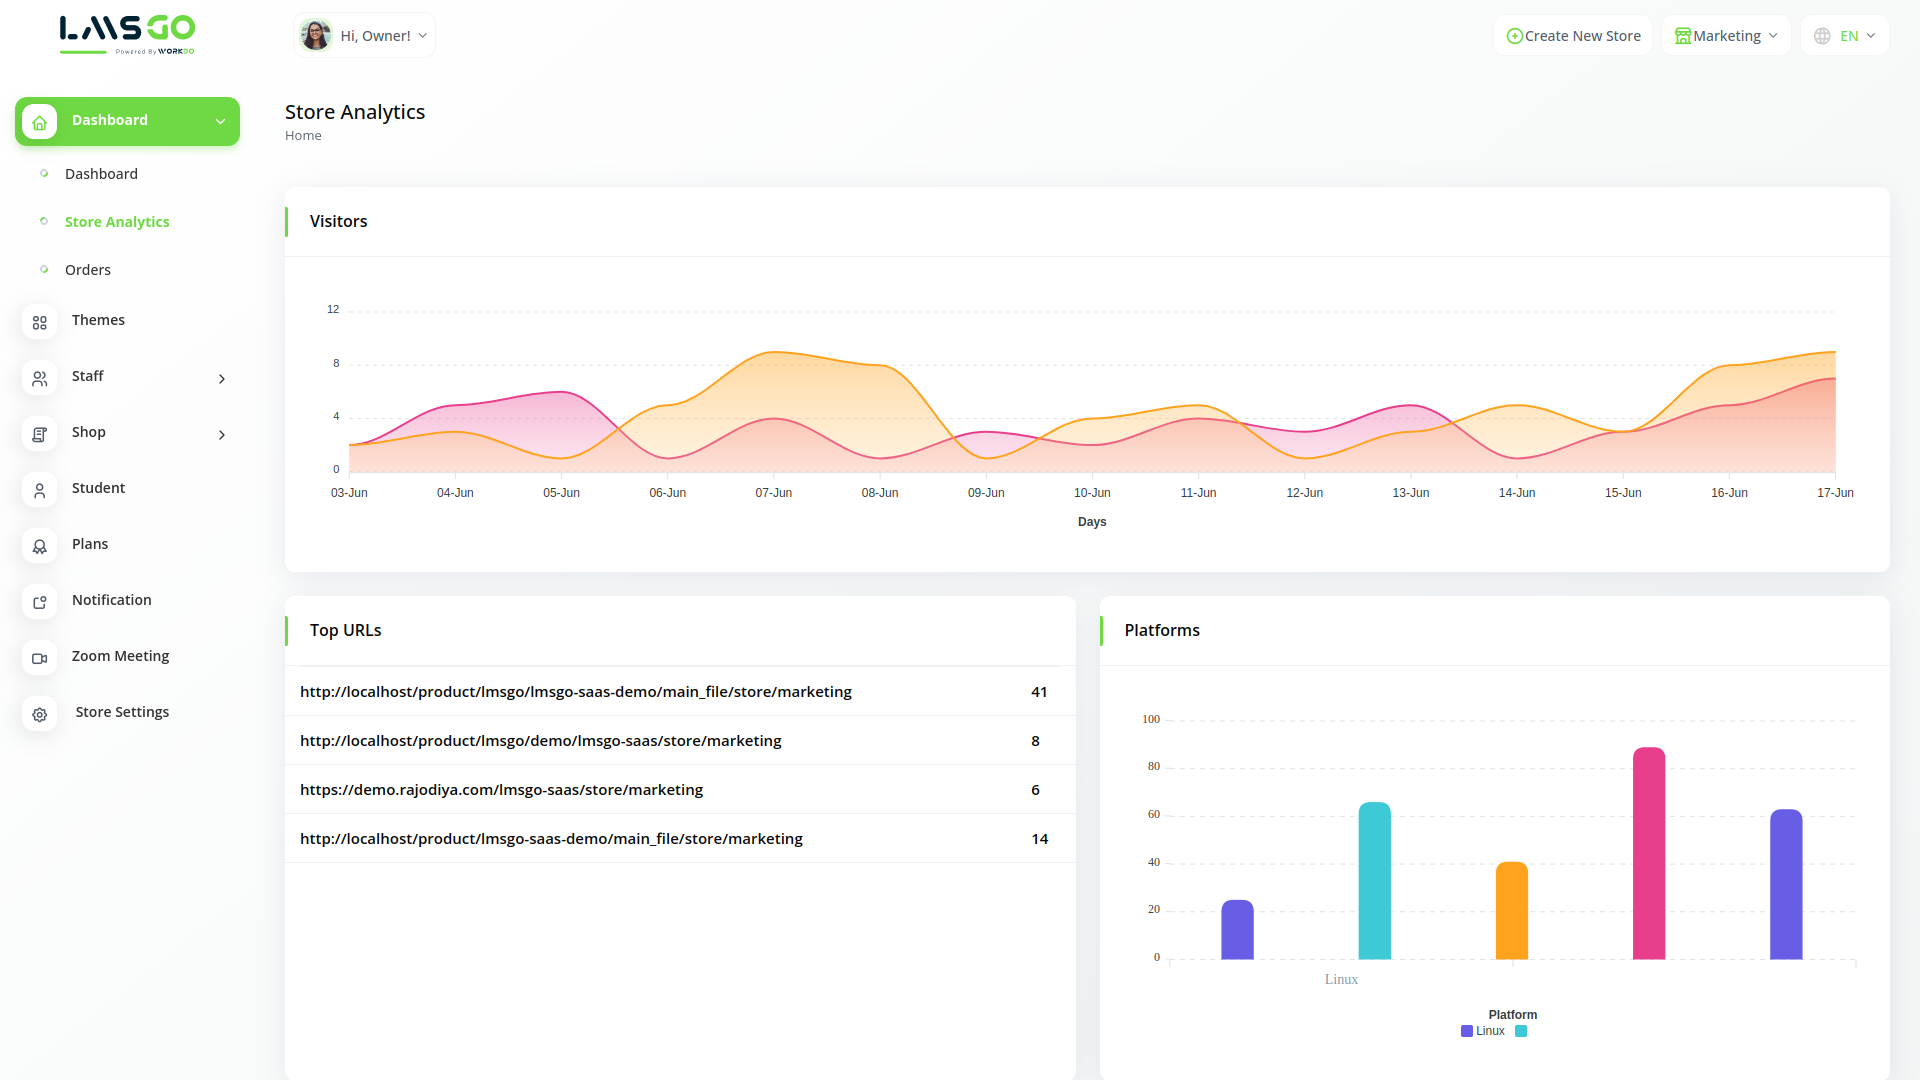 LMSGO
Powered By WORKDO
Hi, Owner!
Create New Store
Marketing
EN
Dashboard
Dashboard
Store Analytics
Orders
Themes
Staff
Shop
Student
Plans
Notification
Zoom Meeting
Store Settings
Store Analytics
Home
Visitors
12
8
4
0
03-Jun 04-Jun 05-Jun 06-Jun 07-Jun 08-Jun 09-Jun 10-Jun 11-Jun 12-Jun 13-Jun 14-Jun 15-Jun 16-Jun 17-Jun
Days
Top URLs
http://localhost/product/lmsgo/lmsgo-saas-demo/main_file/store/marketing 41
http://localhost/product/lmsgo/demo/lmsgo-saas/store/marketing 8
https://demo.rajodiya.com/lmsgo-saas/store/marketing 6
http://localhost/product/lmsgo-saas-demo/main_file/store/marketing 14
Platforms
100
80
60
40
20
0
Linux
Platform
Linux